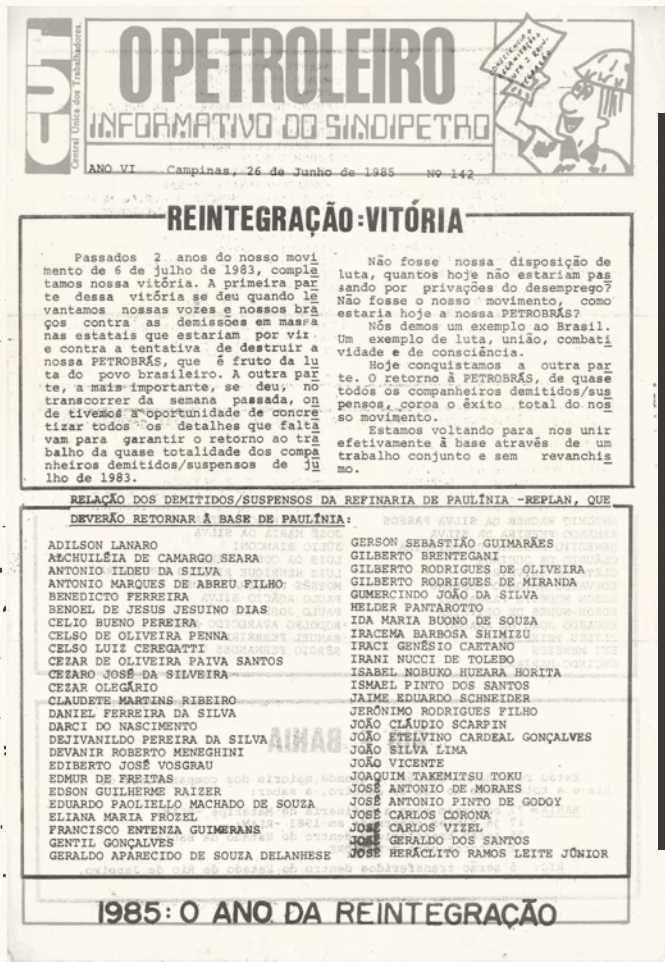 CUT
Central Única dos Trabalhadores.
O PETROLEIRO
INFORMATIVO DO SINDIPETRO
CONSCIÊNCIA +
ORGANIZAÇÃO +
LUTA = REIN-
TEGRAÇÃO
ANO VI Campinas, 26 de Junho de 1985 Nº 142
REINTEGRAÇÃO: VITÓRIA
Passados 2 anos do nosso movi
mento de 6 de julho de 1983, comple
tamos nossa vitória. A primeira par
te dessa vitória se deu quando le
vantamos nossas vozes e nossos bra
ços contra as demissões em massa
nas estatais que estariam por vir
e contra a tentativa de destruir a
nossa PETROBRÁS, que é fruto da lu
ta do povo brasileiro. A outra par
te, a mais importante, se deu, no
transcorrer da semana passada, on
de tivemos a oportunidade de concre
tizar todos os detalhes que falta
vam para garantir o retorno ao tra
balho da quase totalidade dos compa
nheiros demitidos/suspensos de ju
lho de 1983.
Não fosse nossa disposição de
luta, quantos hoje não estariam pas
sando por privações do desemprego?
Não fosse o nosso movimento, como
estaria hoje a nossa PETROBRÁS?
Nós demos um exemplo ao Brasil.
Um exemplo de luta, união, combati
vidade e de consciência.
Hoje conquistamos a outra par
te. O retorno à PETROBRÁS, de quase
todos os companheiros demitidos/sus
pensos, coroa o êxito total do nos
so movimento.
Estamos voltando para nos unir
efetivamente à base através de um
trabalho conjunto e sem revanchis
mo.
RELAÇÃO DOS DEMITIDOS/SUSPENSOS DA REFINARIA DE PAULÍNIA -REPLAN, QUE
DEVERÃO RETORNAR À BASE DE PAULÍNIA:
ADILSON LANARO
ALCHUILÉIA DE CAMARGO SEARA
ANTONIO ILDEU DA SILVA
ANTONIO MARQUES DE ABREU FILHO
BENEDICTO FERREIRA
BENOEL DE JESUS JESUINO DIAS
CELIO BUENO PEREIRA
CELSO DE OLIVEIRA PENNA
CELSO LUIZ CEREGATTI
CEZAR DE OLIVEIRA PAIVA SANTOS
CEZARO JOSÉ DA SILVEIRA
CEZAR OLEGÁRIO
CLAUDETE MARTINS RIBEIRO
DANIEL FERREIRA DA SILVA
DARCI DO NASCIMENTO
DEJIVANILDO PEREIRA DA SILVA
DEVANIR ROBERTO MENEGHINI
EDIBERTO JOSÉ VOSGRAU
EDMUR DE FREITAS
EDSON GUILHERME RAIZER
EDUARDO PAOLIELLO MACHADO DE SOUZA
ELIANA MARIA FROZEL
FRANCISCO ENTENZA GUIMERANS
GENTIL GONÇALVES
GERALDO APARECIDO DE SOUZA DELANHESE
GERSON SEBASTIÃO GUIMARÃES
GILBERTO BRENTEGANI
GILBERTO RODRIGUES DE OLIVEIRA
GILBERTO RODRIGUES DE MIRANDA
GUMERCINDO JOÃO DA SILVA
HELDER PANTAROTTO
IDA MARIA BUONO DE SOUZA
IRACEMA BARBOSA SHIMIZU
IRACI GENÉSIO CAETANO
IRANI NUCCI DE TOLEDO
ISABEL NOBUKO HUEARA HORITA
ISMAEL PINTO DOS SANTOS
JAIME EDUARDO SCHNEIDER
JERÔNIMO RODRIGUES FILHO
JOÃO CLÁUDIO SCARPIN
JOÃO ETELVINO CARDEAL GONÇALVES
JOÃO SILVA LIMA
JOÃO VICENTE
JOAQUIM TAKEMITSU TOKU
JOSÉ ANTONIO DE MORAES
JOSÉ ANTONIO PINTO DE GODOY
JOSÉ CARLOS CORONA
JOSÉ CARLOS VIZEL
JOSÉ GERALDO DOS SANTOS
JOSÉ HERÁCLITO RAMOS LEITE JÚNIOR
1985: O ANO DA REINTEGRAÇÃO